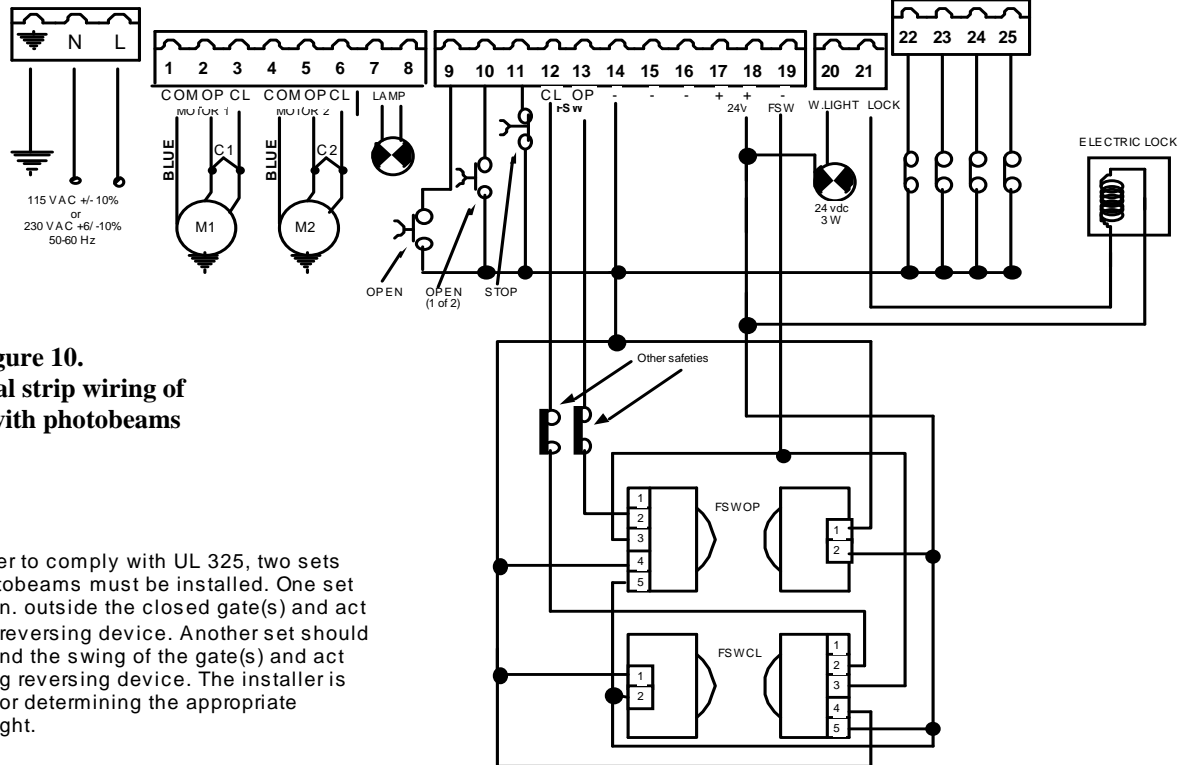 N L
1 2 3 4 5 6 7 8
9 10 11 12 13 14 15 16 17 18 19
20 21
22 23 24 25
COM OP CL COM OP CL LAMP
MOTOR 1 MOTOR 2
CL OP - - - + + -
FSW 24V FSW
W.LIGHT LOCK
ELECTRIC LOCK
BLUE C1 BLUE C2
M1 M2
115 VAC +/- 10%
or
230 VAC +6/-10%
50-60 Hz
24 vdc
3 W
OPEN OPEN STOP
(1 of 2)
gure 10.
al strip wiring of
with photobeams
Other safeties
FSWOP
1
2
3
4
5
1
2
er to comply with UL 325, two sets
tobeams must be installed. One set
n. outside the closed gate(s) and act
reversing device. Another set should
nd the swing of the gate(s) and act
g reversing device. The installer is
or determining the appropriate
ght.
FSWCL
1
2
1
2
3
4
5